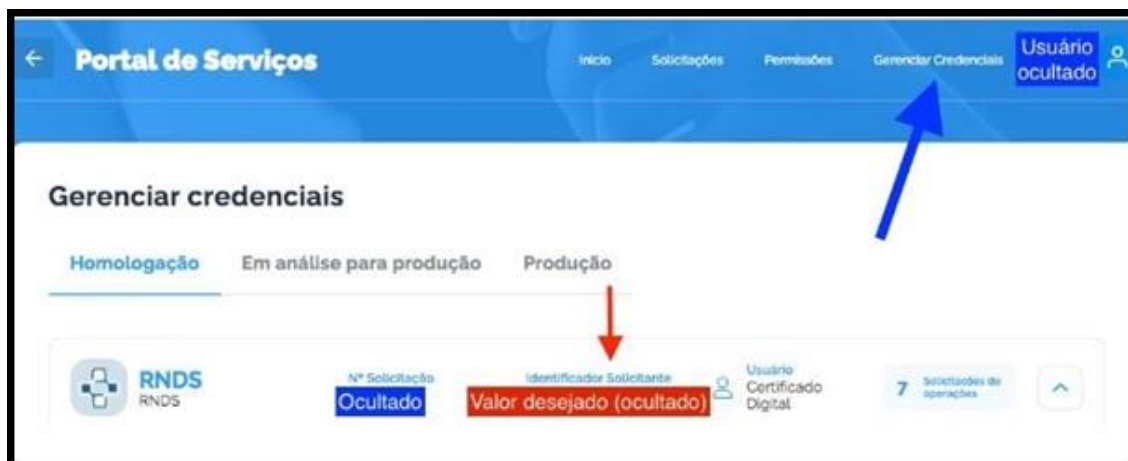 Portal de Serviços
Início
Solicitações
Permissões
Gerenciar Credenciais
Usuário
ocultado
Gerenciar credenciais
Homologação
Em análise para produção
Produção
RNDS
RNDS
Nº Solicitação
Ocultado
Identificador Solicitante
Valor desejado (ocultado)
Usuário
Certificado
Digital
7
Solicitações de
operações